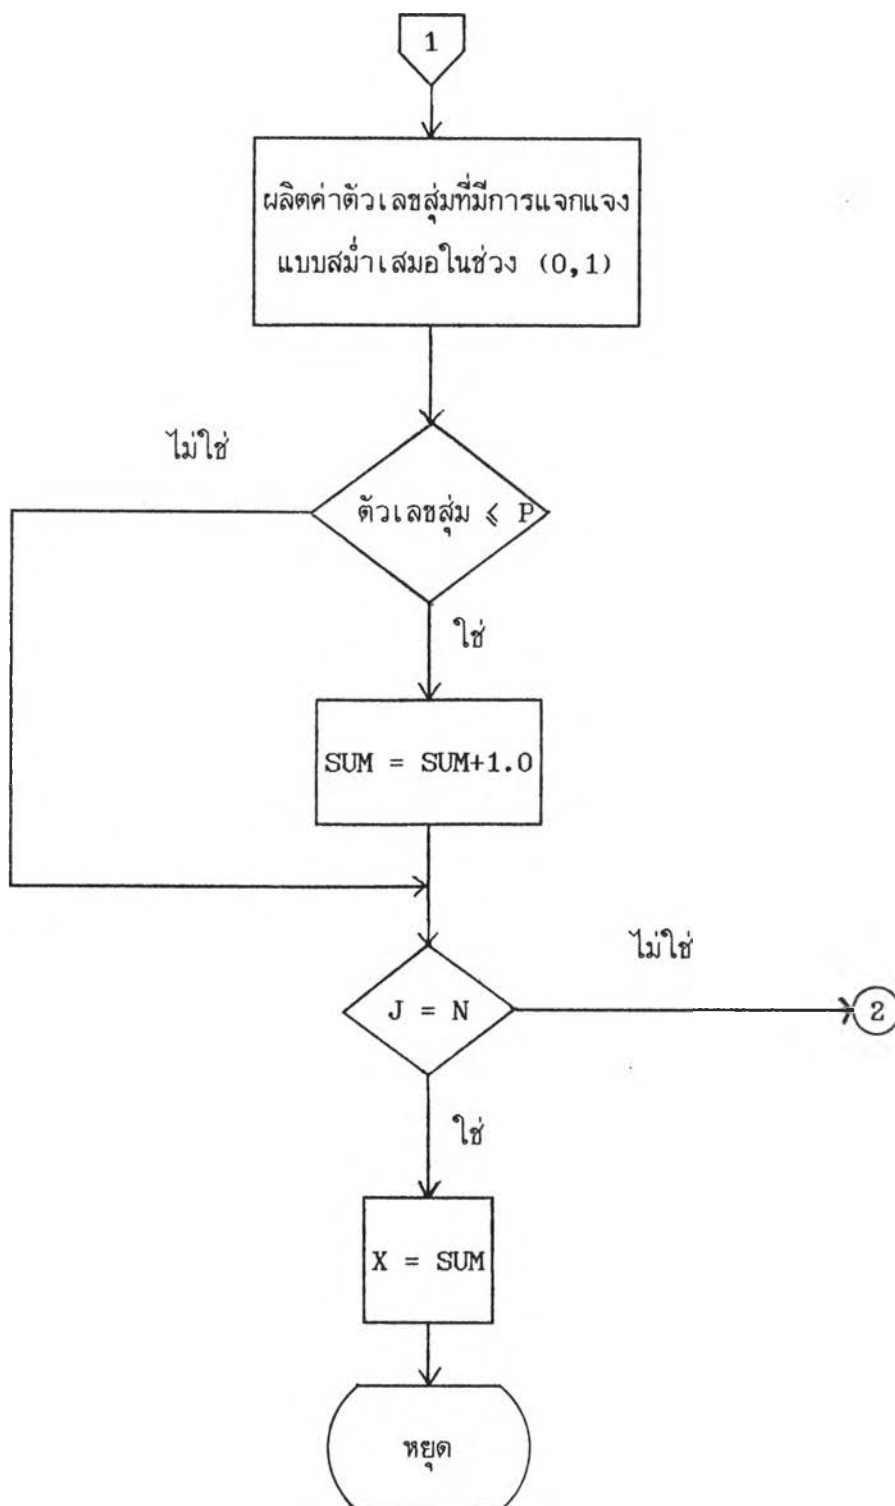 1
ผลิตค่าตัวเลขสุ่มที่มีการแจกแจง
แบบสม่ำเสมอในช่วง (0,1)
ไม่ใช่
ตัวเลขสุ่ม ⩽ P
ใช่
SUM = SUM+1.0
ไม่ใช่
J = N
2
ใช่
X = SUM
หยุด